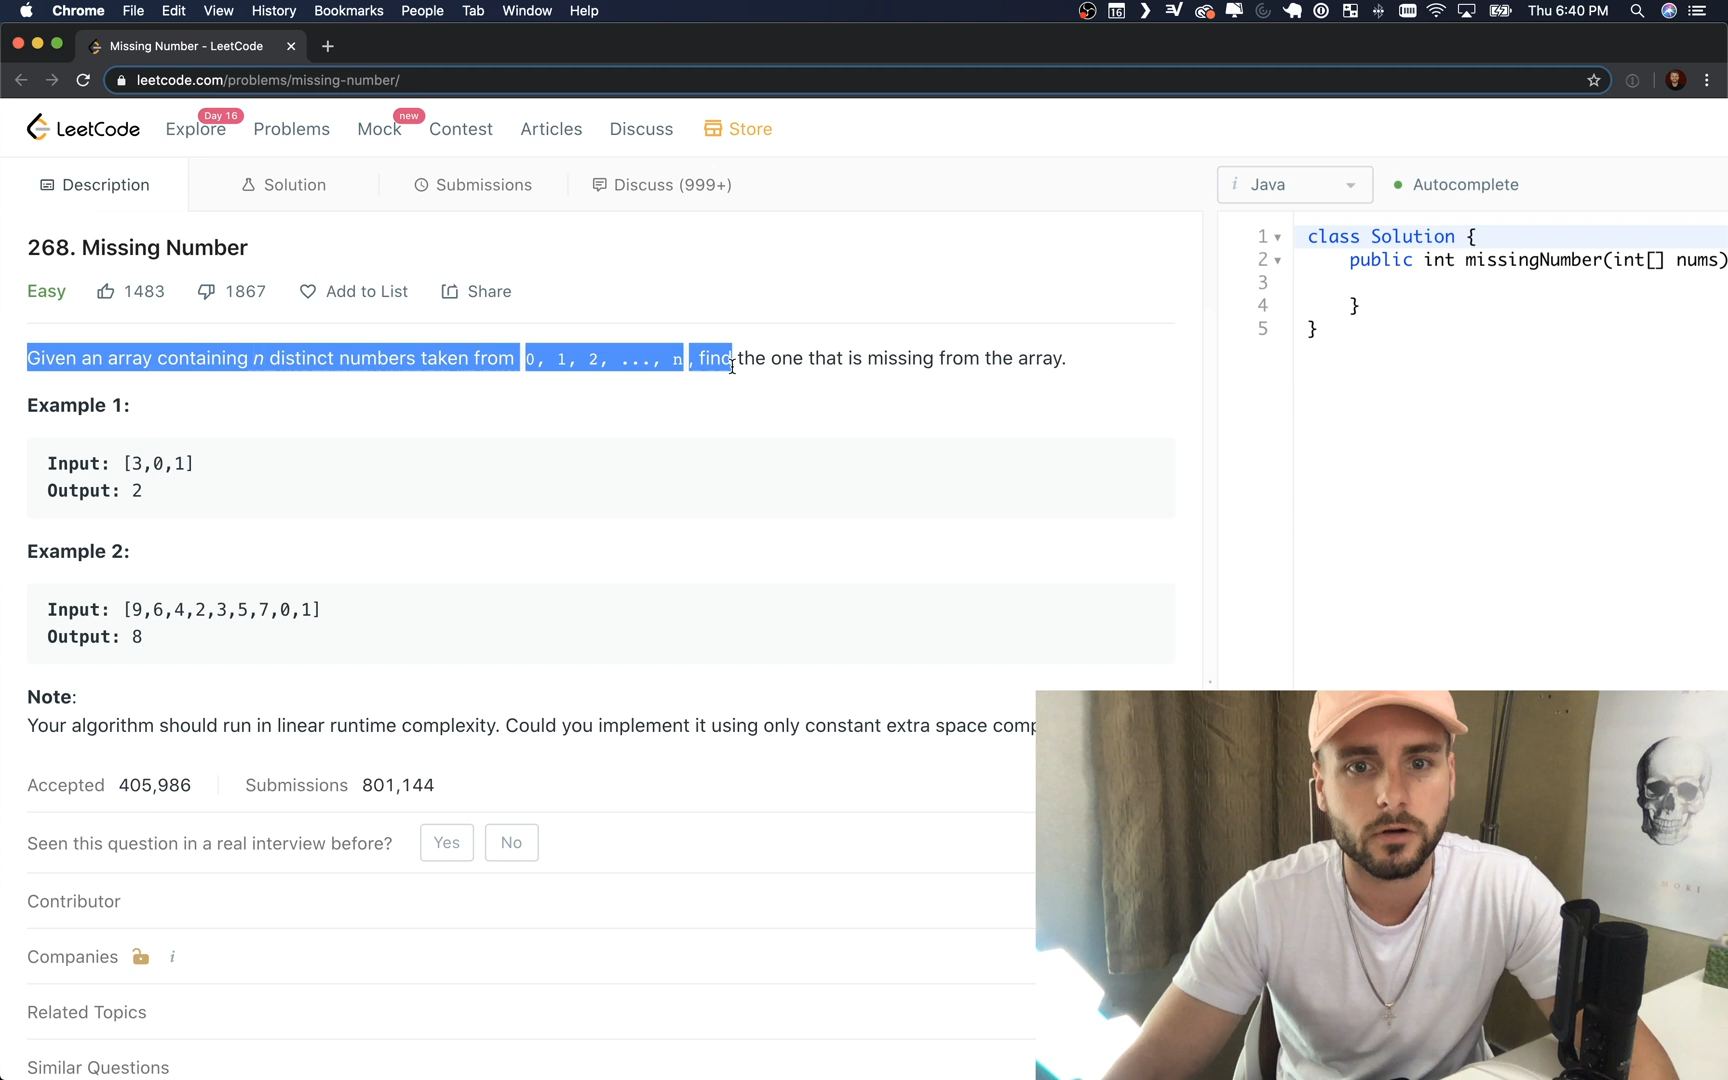 Chrome File Edit View History Bookmarks People Tab Window Help
16
Thu 6:40 PM
Missing Number - LeetCode
leetcode.com/problems/missing-number/
Day 16
new
LeetCode Explore Problems Mock Contest Articles Discuss Store
Description Solution Submissions Discuss (999+)
i Java Autocomplete
268. Missing Number
Easy 1483 1867 Add to List Share
Given an array containing n distinct numbers taken from 0, 1, 2, ..., n, find the one that is missing from the array.
Example 1:
Input: [3,0,1]
Output: 2
Example 2:
Input: [9,6,4,2,3,5,7,0,1]
Output: 8
Note:
Your algorithm should run in linear runtime complexity. Could you implement it using only constant extra space comp
Accepted 405,986 Submissions 801,144
Seen this question in a real interview before? Yes No
Contributor
Companies i
Related Topics
Similar Questions
1 class Solution {
2 public int missingNumber(int[] nums)
3
4 }
5 }
MORI